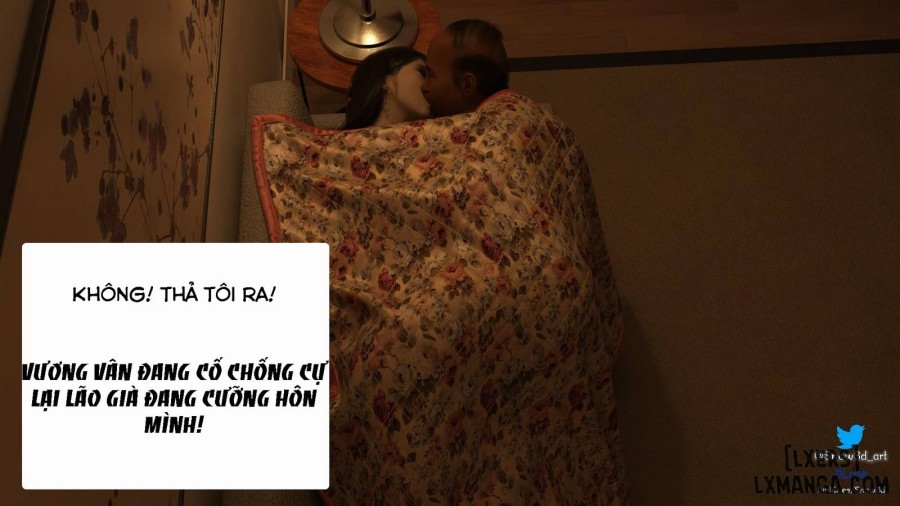 KHÔNG! THẢ TÔI RA!
VƯƠNG VÂN ĐANG CỐ CHỐNG CỰ
LẠI LÃO GIÀ ĐANG CƯỠNG HÔN
MÌNH!
[LXERS]
LXMANGA.COM